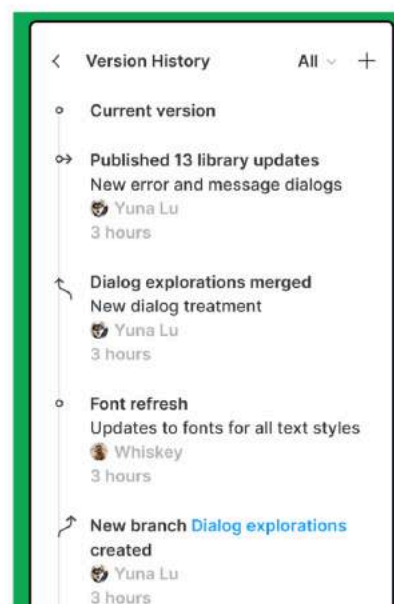 Version History All
Current version
Published 13 library updates
New error and message dialogs
Yuna Lu
3 hours
Dialog explorations merged
New dialog treatment
Yuna Lu
3 hours
Font refresh
Updates to fonts for all text styles
Whiskey
3 hours
New branch Dialog explorations
created
Yuna Lu
3 hours